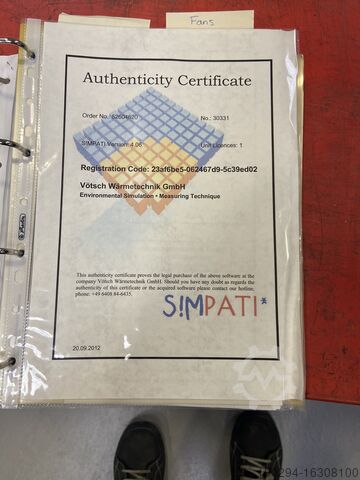 Fans
Authenticity Certificate
Order No.: 62604620 No.: 30331
S!MPATI Version: 4.06 Unit Licences: 1
Registration Code: 23af6be5-062467d9-5c39ed02
Vötsch Wärmetechnik GmbH
Environmental Simulation • Measuring Technique
This authenticity certificate proves the legal purchase of the above software at the
company Vötsch Wärmetechnik GmbH. Should you have any doubt as regards the
authenticity of this certificate or the acquired software please contact our hotline,
phone: +49 6408 84-6435.
S!MPATI*
20.09.2012
294-16308100